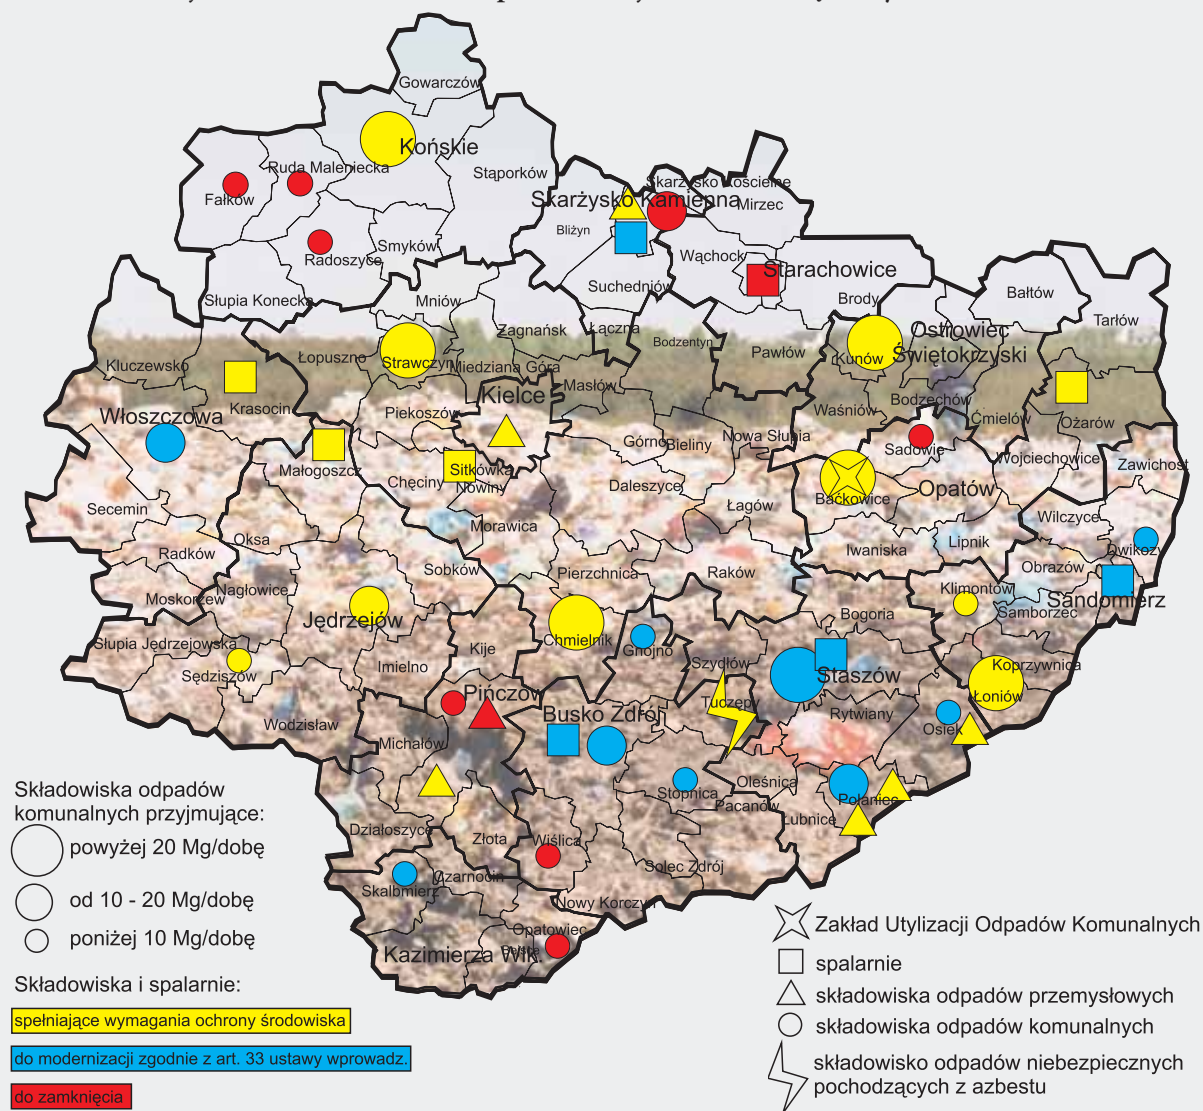 Gowarczów
Końskie
Ruda Maleniecka
Stąporków
Fałków
Skarżysko Kościelne
Skarżysko Kamienna
Mirzec
Bliżyn
Smyków
Radoszyce
Wąchock
Starachowice
Suchedniów
Słupia Konecka
Mniów
Brody
Bałtów
Tarłów
Zagnańsk
Łączna
Ostrowiec
Świętokrzyski
Bodzentyn
Pawłów
Kunów
Łopuszno
Strawczyn
Miedziana Góra
Kluczewsko
Masłów
Kielce
Krasocin
Piekoszów
Włoszczowa
Waśniów
Bodzechów
Ćmielów
Ożarów
Górno
Bieliny
Nowa Słupia
Sadowie
Wojciechowice
Zawichost
Małogoszcz
Sitkówka
Nowiny
Chęciny
Daleszyce
Łagów
Baćkowice
Opatów
Secemin
Morawica
Wilczyce
Oksa
Radków
Iwaniska
Lipnik
Dwikozy
Sobków
Pierzchnica
Raków
Obrazów
Nagłowice
Moskorzew
Klimontów
Sandomierz
Samborzec
Jędrzejów
Bogoria
Słupia Jędrzejowska
Chmielnik
Gnojno
Kije
Imielno
Szydłów
Koprzywnica
Sędziszów
Staszów
Łoniów
Pińczów
Tuczępy
Rytwiany
Busko Zdrój
Wodzisław
Michałów
Osiek
Oleśnica
Stopnica
Pacanów
Połaniec
Łubnice
Działoszyce
Złota
Wiślica
Solec Zdrój
Skalbmierz
Czarnocin
Nowy Korczyn
Opatowiec
Bejsce
Kazimierza Wlk.
Składowiska odpadów
komunalnych przyjmujące:
powyżej 20 Mg/dobę
od 10 - 20 Mg/dobę
poniżej 10 Mg/dobę
Składowiska i spalarnie:
spełniające wymagania ochrony środowiska
do modernizacji zgodnie z art. 33 ustawy wprowadz.
do zamknięcia
Zakład Utylizacji Odpadów Komunalnych
spalarnie
składowiska odpadów przemysłowych
składowiska odpadów komunalnych
składowisko odpadów niebezpiecznych
pochodzących z azbestu